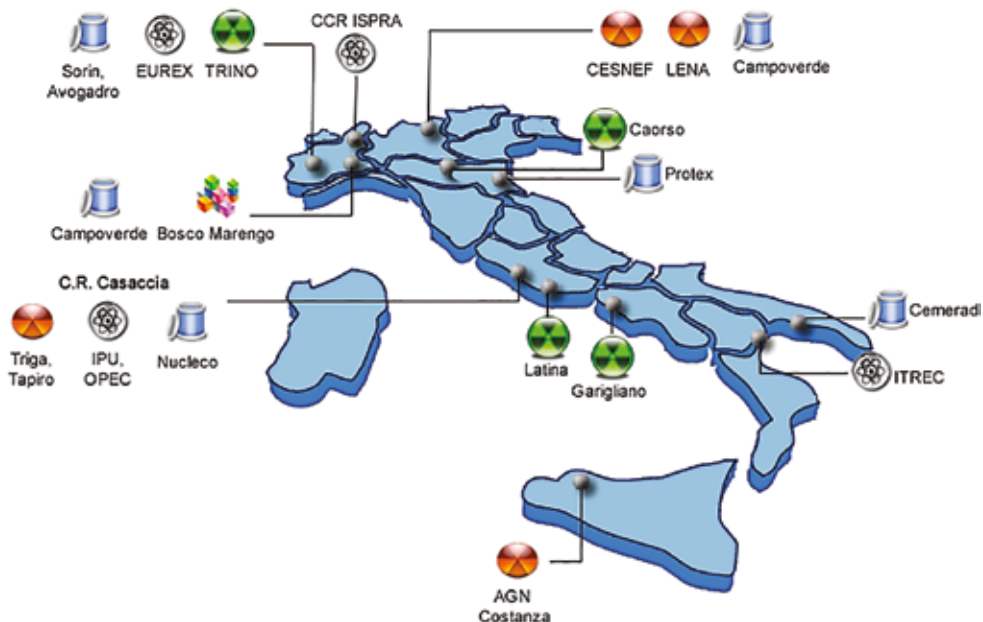 CCR ISPRA
Sorin,
Avogadro
EUREX
TRINO
CESNEF
LENA
Campoverde
Caorso
Protex
Campoverde
Bosco Marengo
C.R. Casaccia
Triga,
Tapiro
IPU,
OPEC
Nucleco
Latina
Garigliano
Cemeradl
ITREC
AGN
Costanza